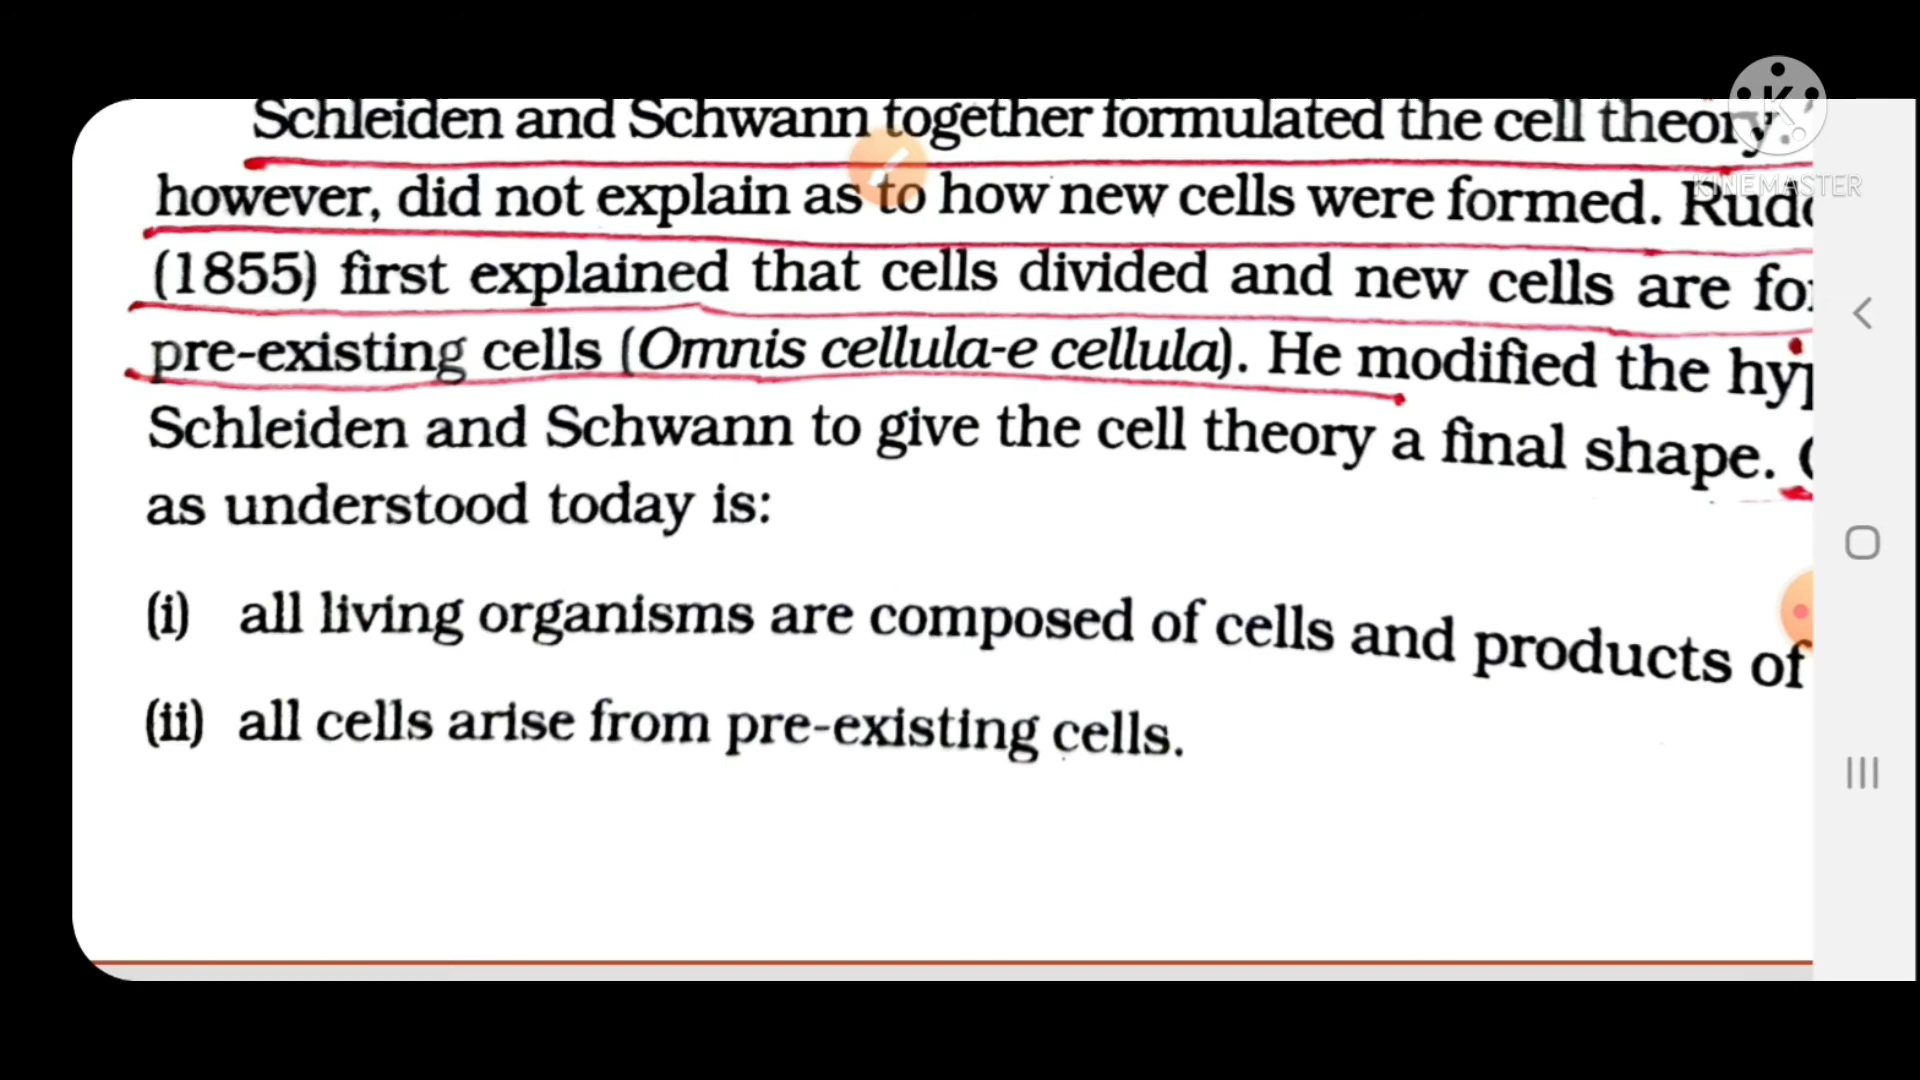 Schleiden and Schwann together formulated the cell theory.
however, did not explain as to how new cells were formed.
(1855) first explained that cells divided and new cells are
pre-existing cells (Omnis cellula-e cellula). He modified the
Schleiden and Schwann to give the cell theory a final shape.
as understood today is:
(i) all living organisms are composed of cells and products of
(ii) all cells arise from pre-existing cells.
KINEMASTER